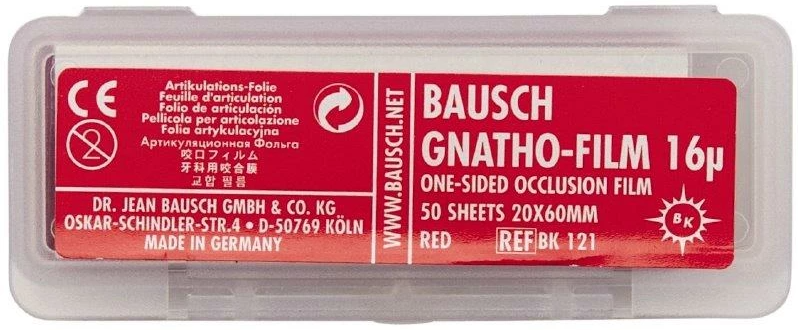 CE
2
Artikulations-Folie
Feuille d'articulation
Folio de articulación
Pellicola per articolazione
Folia artykulacyjna
Артикуляционная Фольга
咬口フィルム
牙科用咬合膜
교합 필름
DR. JEAN BAUSCH GMBH & CO. KG
OSKAR-SCHINDLER-STR.4 • D-50769 KÖLN
MADE IN GERMANY
WWW.BAUSCH.NET
BAUSCH
GNATHO-FILM 16µ
ONE-SIDED OCCLUSION FILM
50 SHEETS 20X60MM
RED REF BK 121
BK